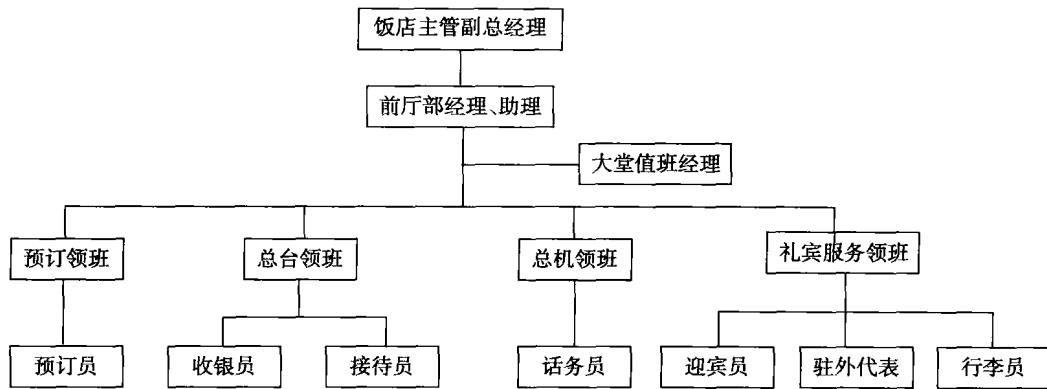 饭店主管副总经理
前厅部经理、助理
大堂值班经理
预订领班
总台领班
总机领班
礼宾服务领班
预订员
收银员
接待员
话务员
迎宾员
驻外代表
行李员